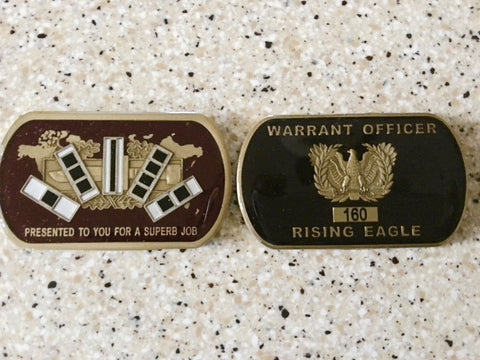 PRESENTED TO YOU FOR A SUPERB JOB
WARRANT OFFICER
160
RISING EAGLE